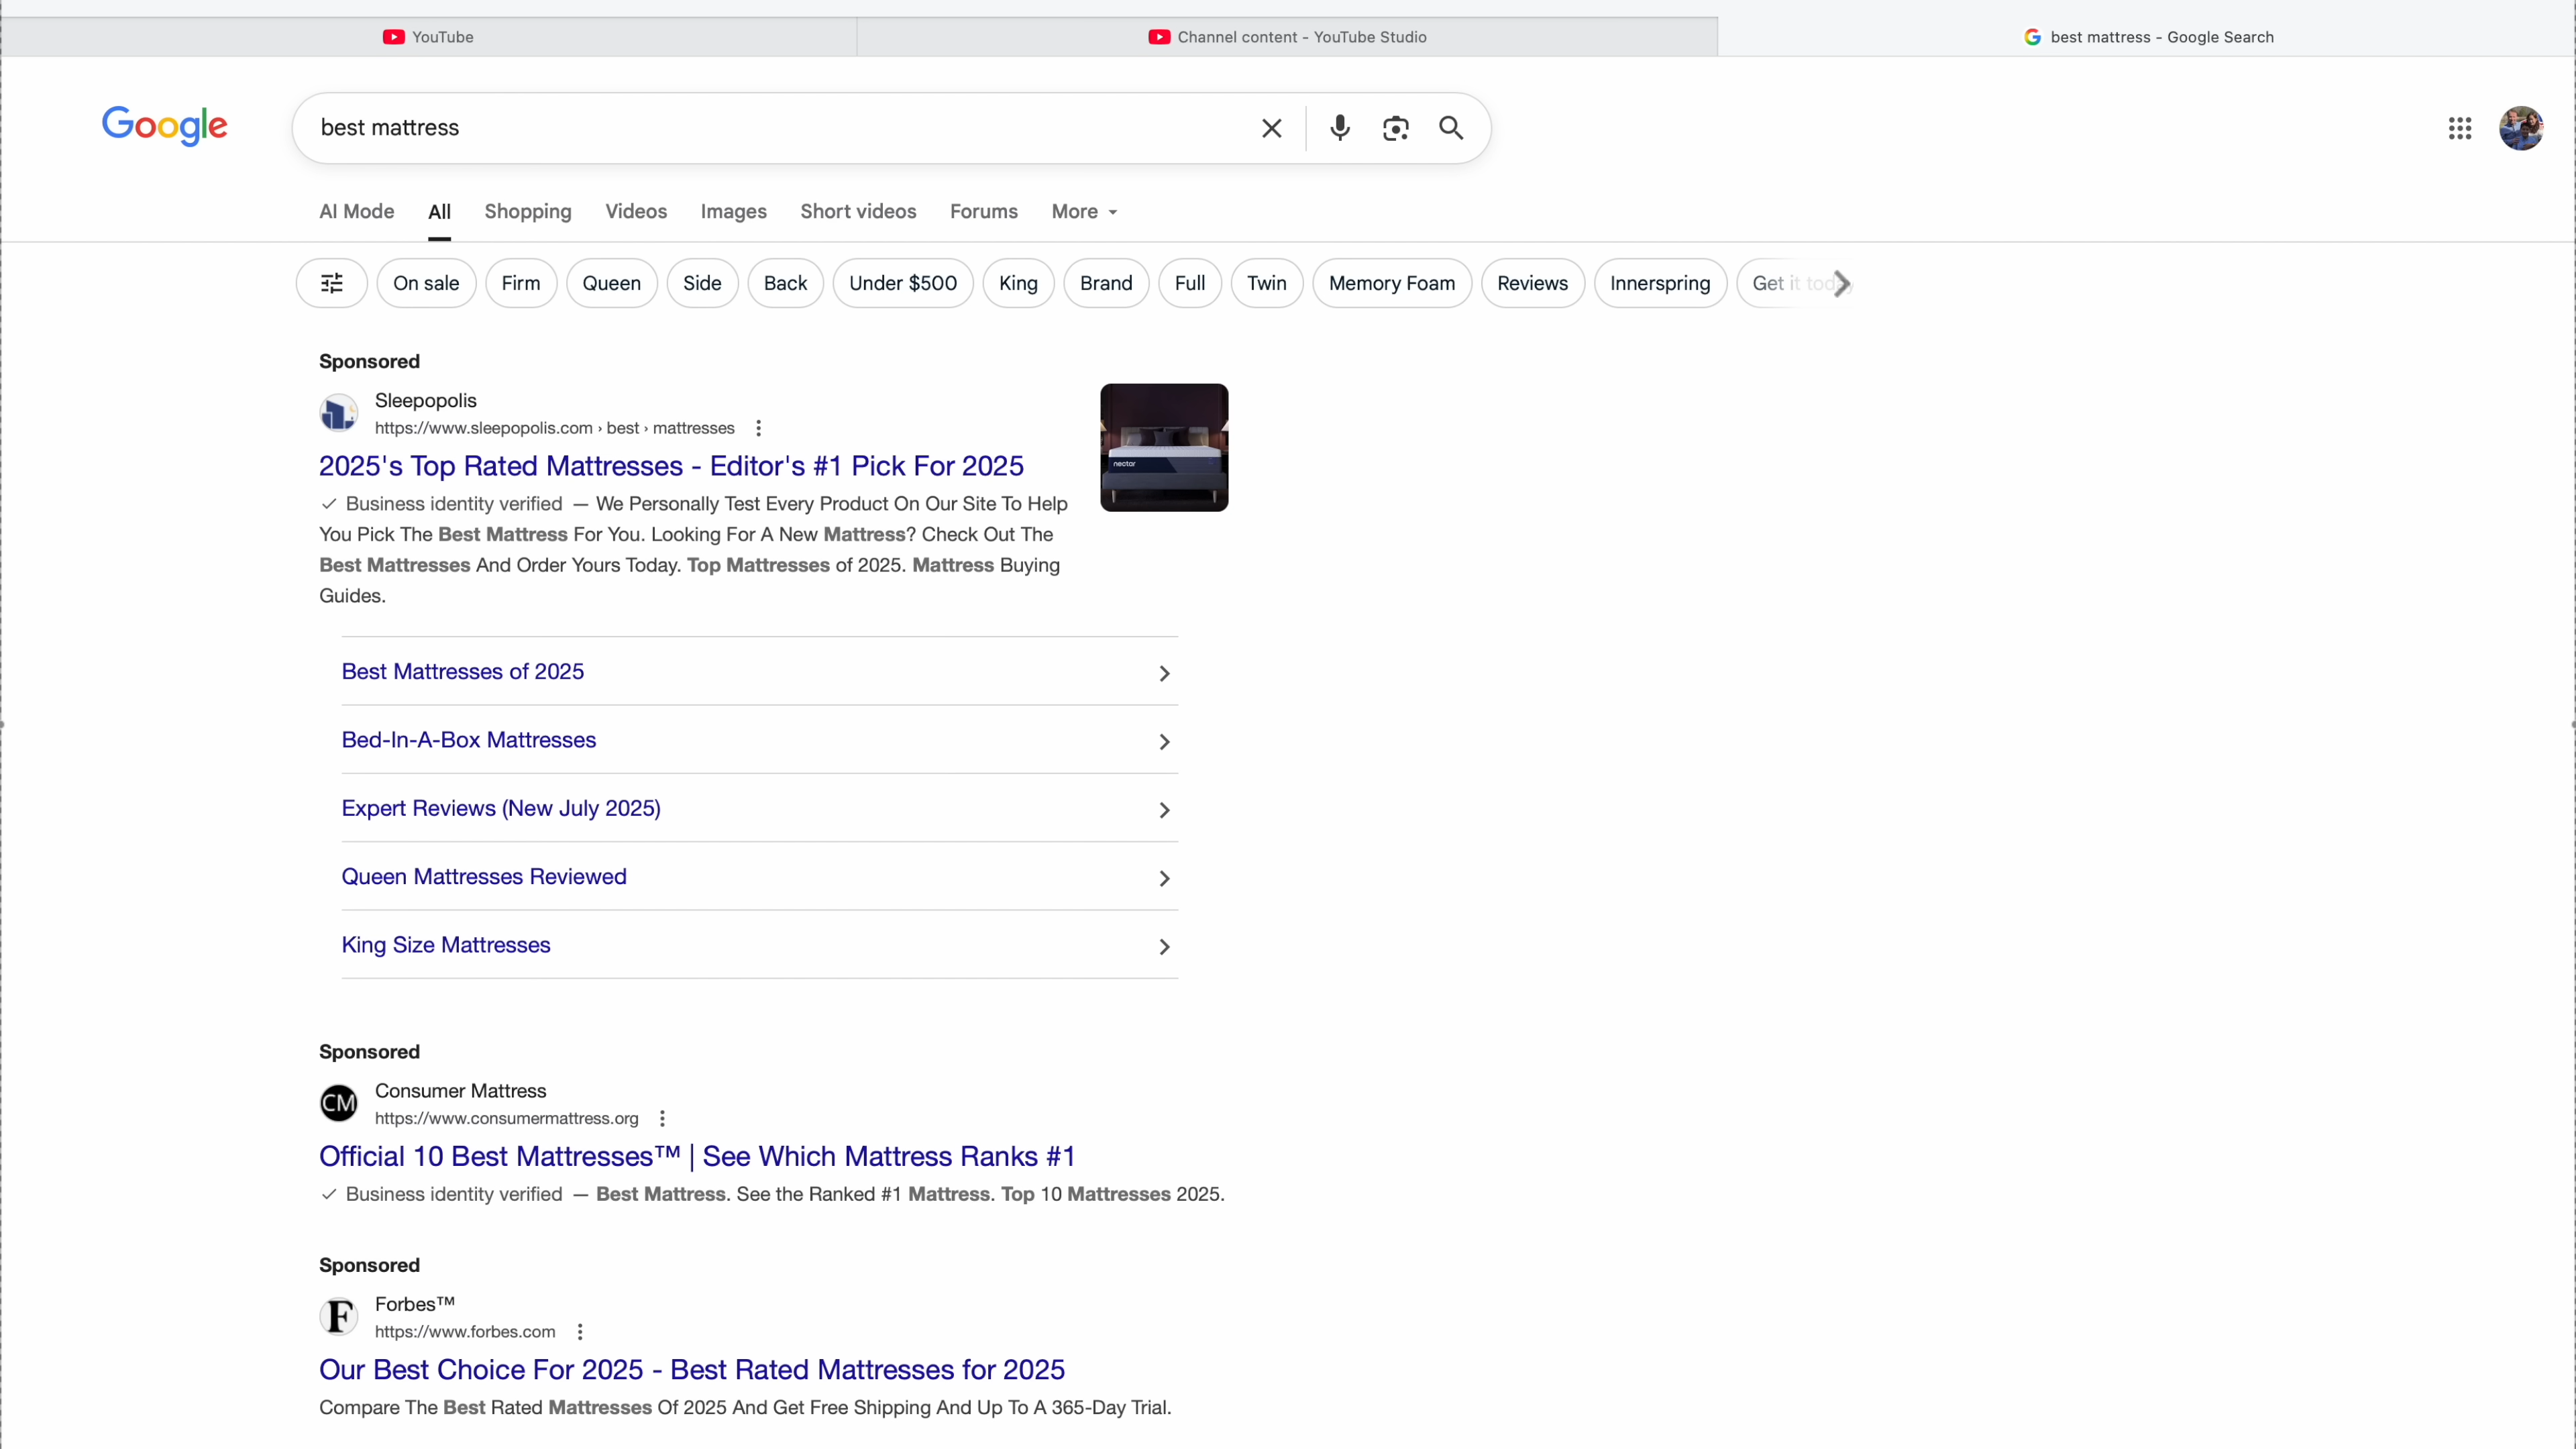 YouTube
Channel content - YouTube Studio
best mattress - Google Search
Google
best mattress
AI Mode All Shopping Videos Images Short videos Forums More
On sale Firm Queen Side Back Under $500 King Brand Full Twin Memory Foam Reviews Innerspring Get it today
Sponsored
Sleepopolis
https://www.sleepopolis.com › best › mattresses
2025's Top Rated Mattresses - Editor's #1 Pick For 2025
nectar
✓ Business identity verified — We Personally Test Every Product On Our Site To Help
You Pick The Best Mattress For You. Looking For A New Mattress? Check Out The
Best Mattresses And Order Yours Today. Top Mattresses of 2025. Mattress Buying
Guides.
Best Mattresses of 2025
Bed-In-A-Box Mattresses
Expert Reviews (New July 2025)
Queen Mattresses Reviewed
King Size Mattresses
Sponsored
CM
Consumer Mattress
https://www.consumermattress.org
Official 10 Best Mattresses™ | See Which Mattress Ranks #1
✓ Business identity verified — Best Mattress. See the Ranked #1 Mattress. Top 10 Mattresses 2025.
Sponsored
F
Forbes™
https://www.forbes.com
Our Best Choice For 2025 - Best Rated Mattresses for 2025
Compare The Best Rated Mattresses Of 2025 And Get Free Shipping And Up To A 365-Day Trial.